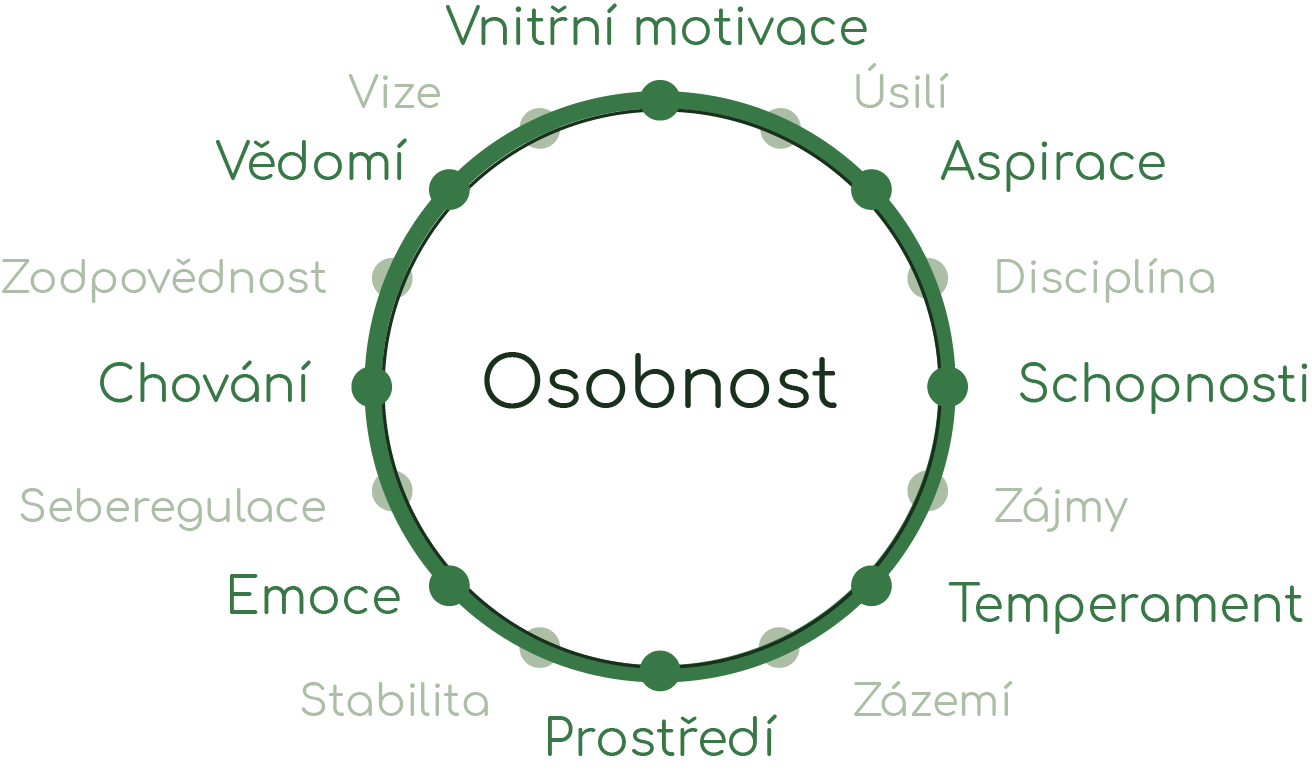 Vnitřní motivace
Vize
Úsilí
Vědomí
Aspirace
Zodpovědnost
Disciplína
Chování
Osobnost
Schopnosti
Seberegulace
Zájmy
Emoce
Temperament
Stabilita
Zázemí
Prostředí